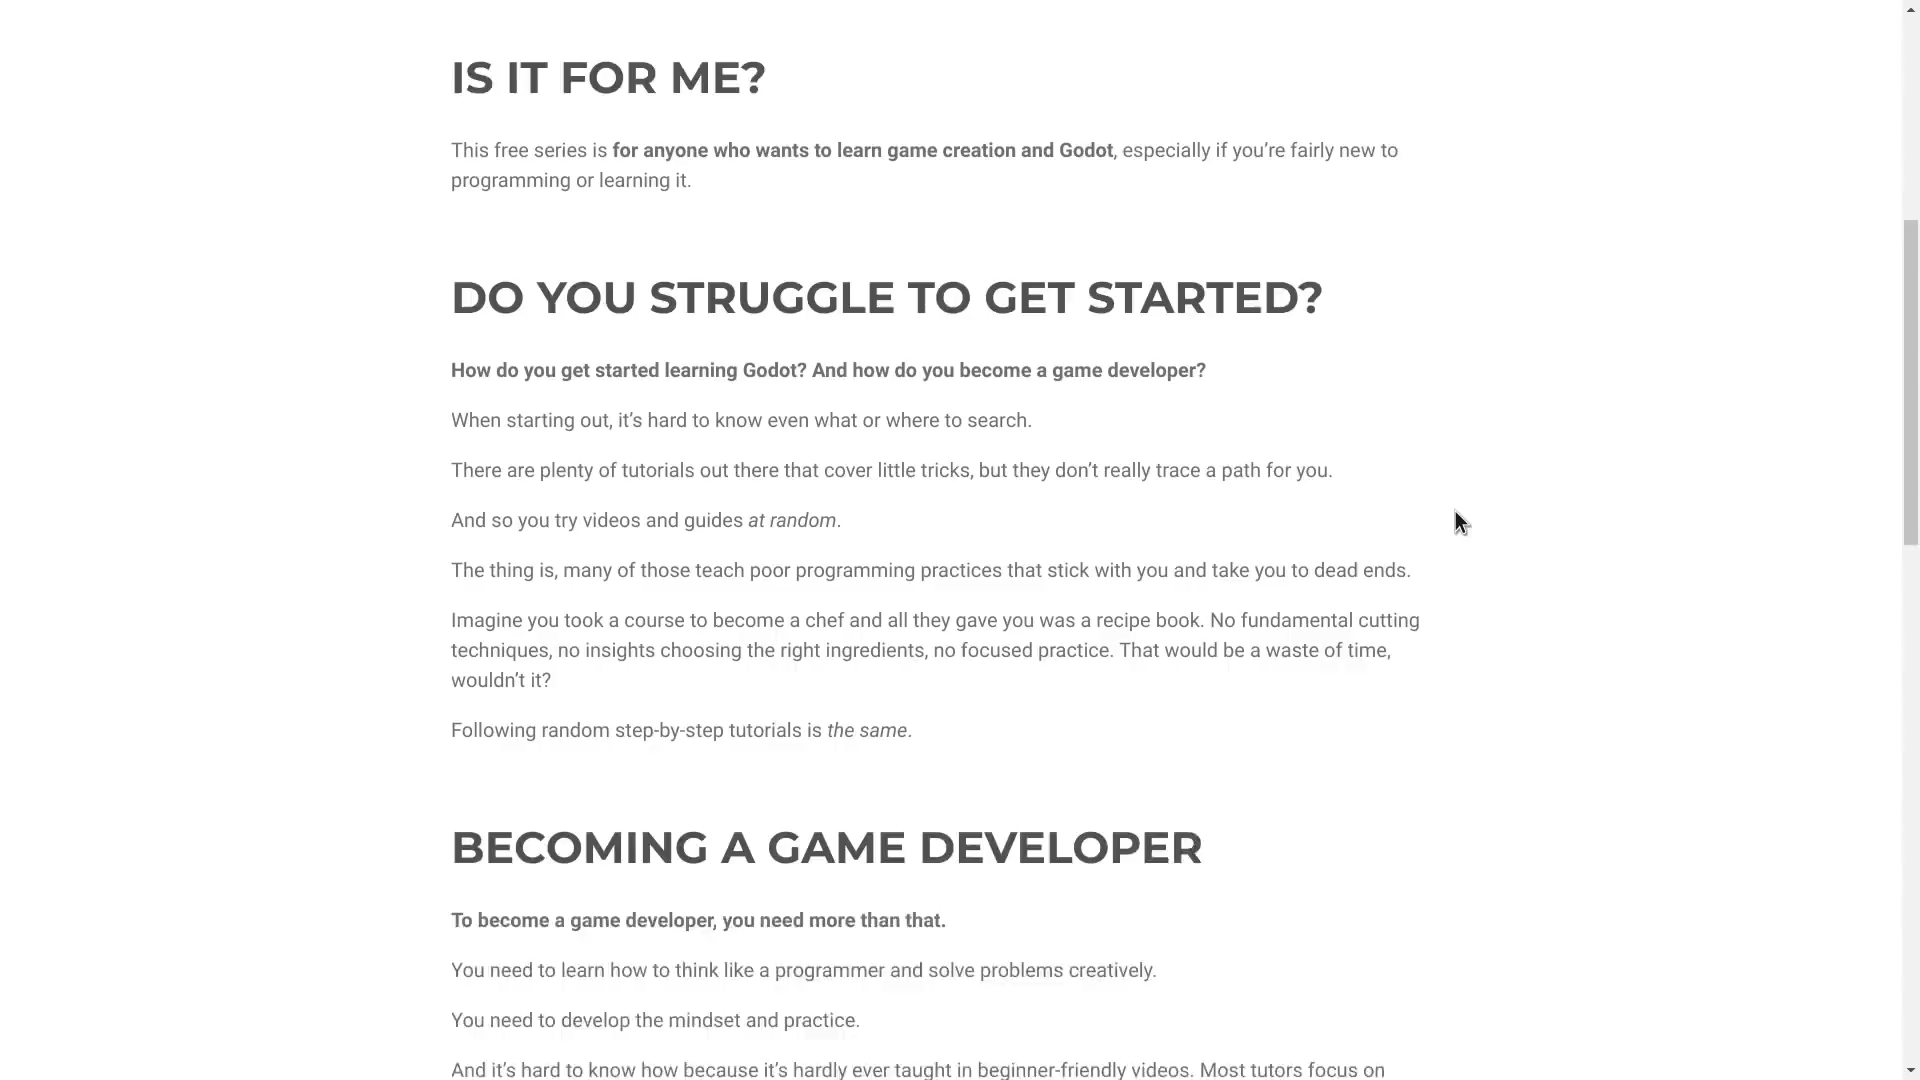 IS IT FOR ME?
This free series is for anyone who wants to learn game creation and Godot, especially if you’re fairly new to
programming or learning it.
DO YOU STRUGGLE TO GET STARTED?
How do you get started learning Godot? And how do you become a game developer?
When starting out, it’s hard to know even what or where to search.
There are plenty of tutorials out there that cover little tricks, but they don’t really trace a path for you.
And so you try videos and guides at random.
The thing is, many of those teach poor programming practices that stick with you and take you to dead ends.
Imagine you took a course to become a chef and all they gave you was a recipe book. No fundamental cutting
techniques, no insights choosing the right ingredients, no focused practice. That would be a waste of time,
wouldn’t it?
Following random step-by-step tutorials is the same.
BECOMING A GAME DEVELOPER
To become a game developer, you need more than that.
You need to learn how to think like a programmer and solve problems creatively.
You need to develop the mindset and practice.
And it’s hard to know how because it’s hardly ever taught in beginner-friendly videos. Most tutors focus on